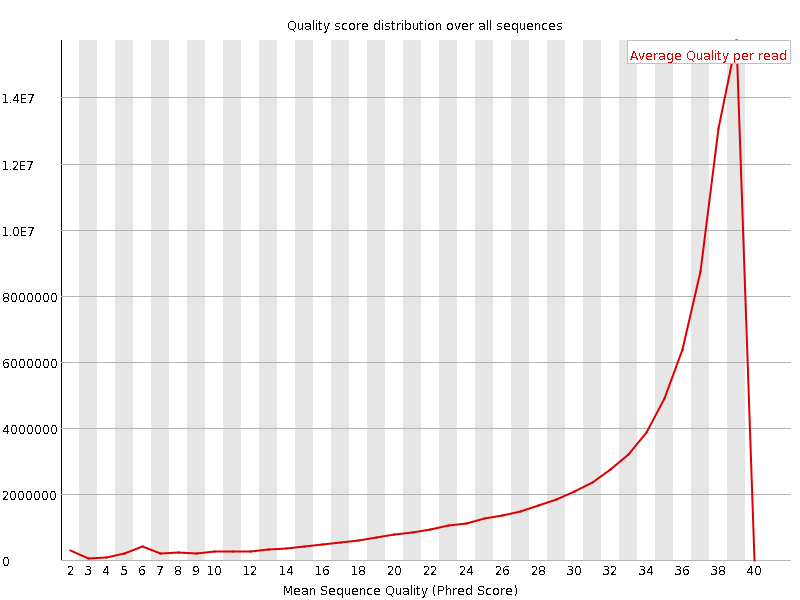 Quality score distribution over all sequences
Average Quality per read
1.4E7
1.2E7
1.0E7
8000000
6000000
4000000
2000000
0
2 3 4 5 6 7 8 9 10 12 14 16 18 20 22 24 26 28 30 32 34 36 38 40
Mean Sequence Quality (Phred Score)